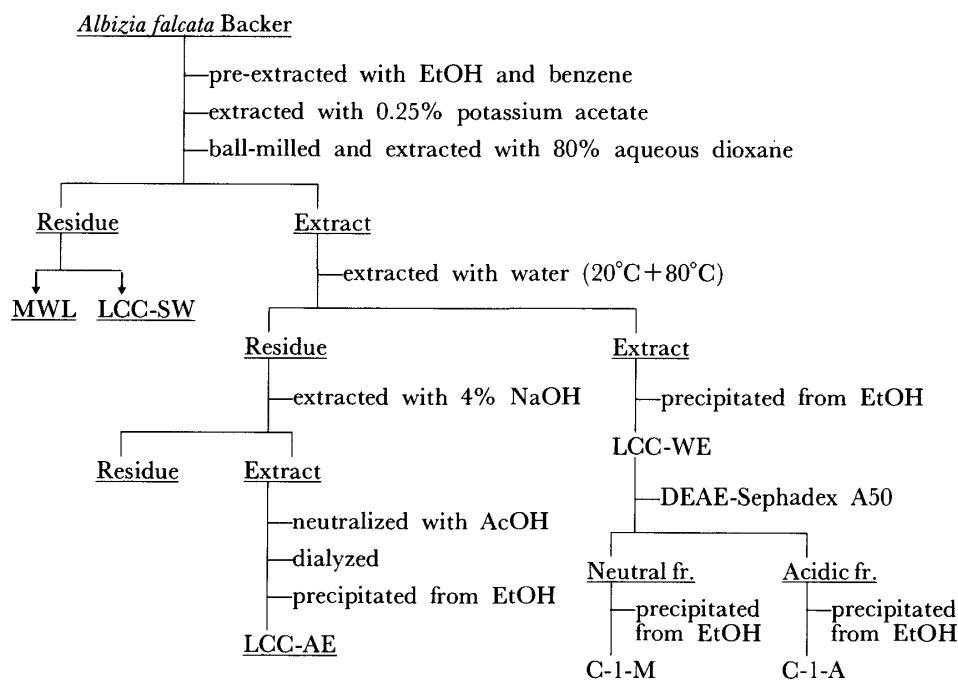 Albizia falcata Backer
pre-extracted with EtOH and benzene
extracted with 0.25% potassium acetate
ball-milled and extracted with 80% aqueous dioxane
Residue
Extract
extracted with water (20°C+80°C)
MWL
LCC-SW
Residue
Extract
extracted with 4% NaOH
precipitated from EtOH
LCC-WE
Residue
Extract
DEAE-Sephadex A50
neutralized with AcOH
dialyzed
precipitated from EtOH
LCC-AE
Neutral fr.
Acidic fr.
precipitated
from EtOH
precipitated
from EtOH
C-1-M
C-1-A